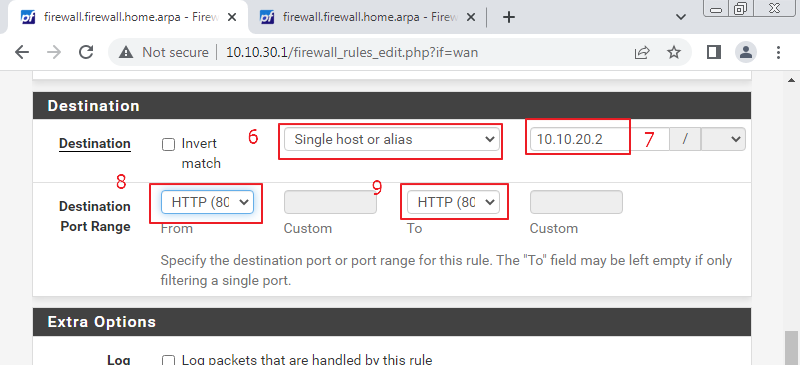 firewall.firewall.home.arpa - Firew
firewall.firewall.home.arpa - Firew
Not secure | 10.10.30.1/firewall_rules_edit.php?if=wan
Destination
Destination
Invert match
6
Single host or alias
10.10.20.2
7
/
8
9
Destination Port Range
HTTP (80
HTTP (80
From
Custom
To
Custom
Specify the destination port or port range for this rule. The "To" field may be left empty if only
filtering a single port.
Extra Options
Log
Log packets that are handled by this rule